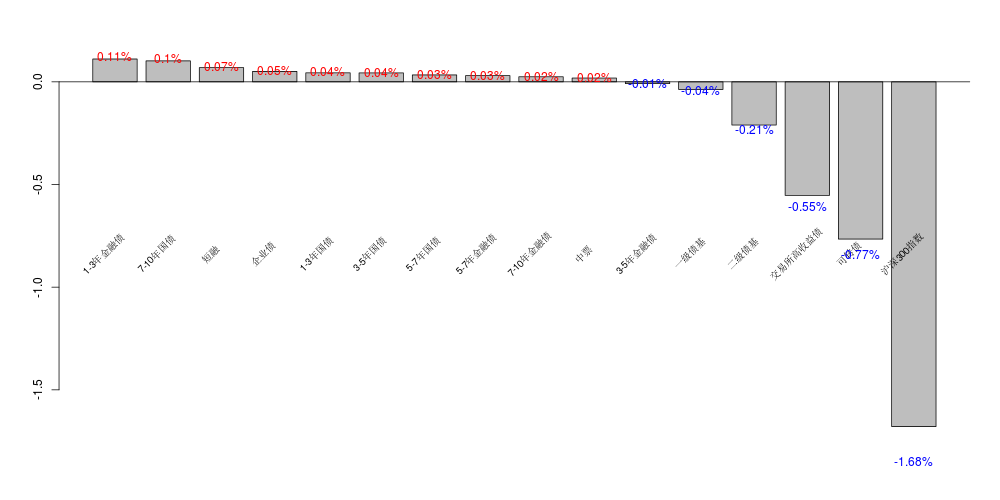 0.11%
0.1%
0.07%
0.05%
0.04%
0.04%
0.03%
0.03%
0.02%
0.02%
-0.01%
-0.04%
-0.21%
-0.55%
-0.77%
-1.68%
0.0
-0.5
-1.0
-1.5
1-3年金融债
7-10年国债
短融
企业债
1-3年国债
3-5年国债
5-7年国债
5-7年金融债
7-10年金融债
中票
3-5年金融债
一级债基
二级债基
交易所高收益债
可转债
沪深300指数